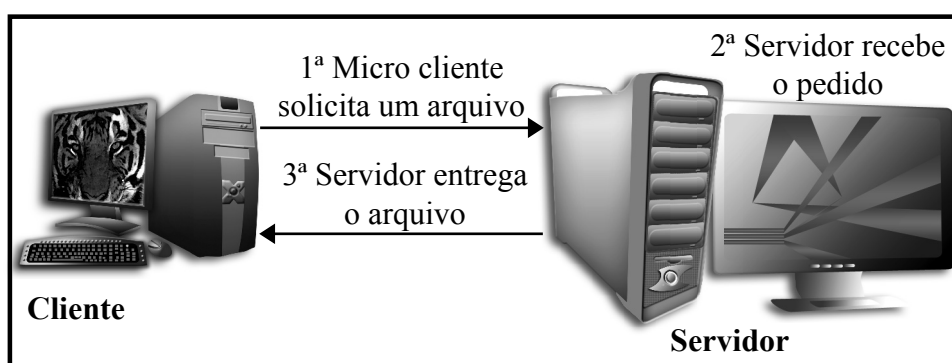 1ª Micro cliente
solicita um arquivo
2ª Servidor recebe
o pedido
3ª Servidor entrega
o arquivo
Cliente
Servidor